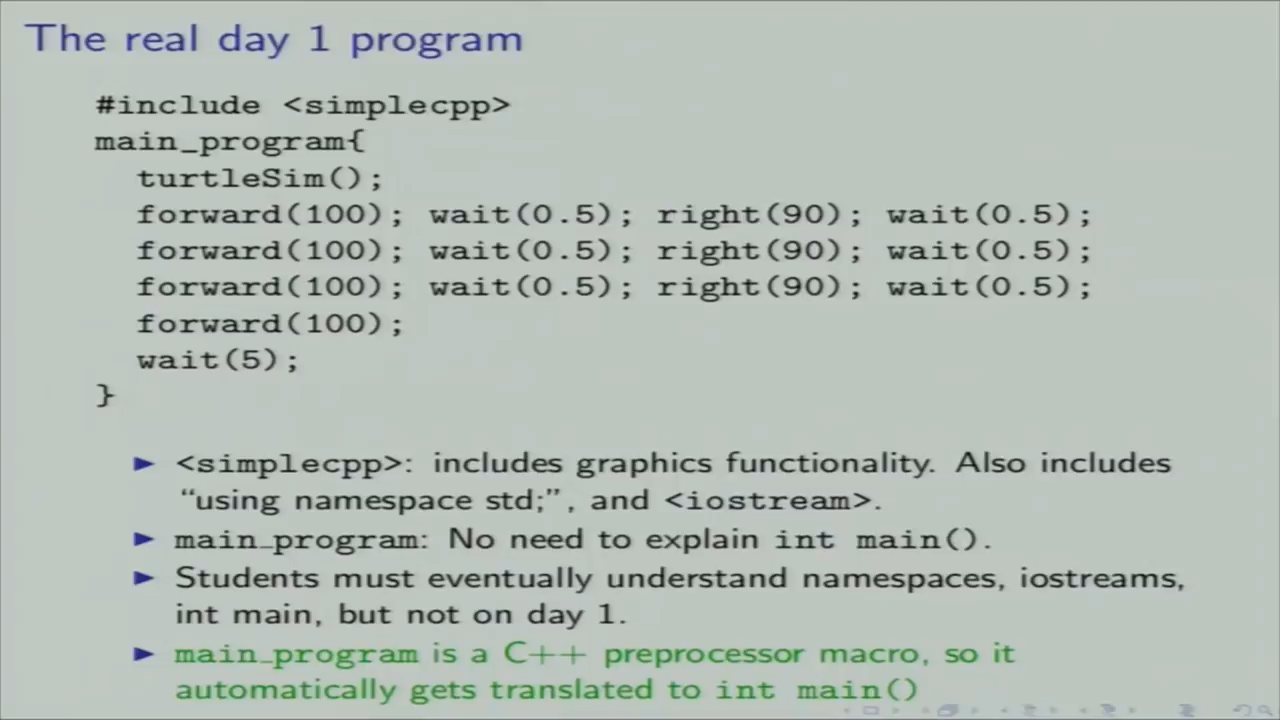 The real day 1 program
#include <simplecpp>
main_program{
turtleSim();
forward(100); wait(0.5); right(90); wait(0.5);
forward(100); wait(0.5); right(90); wait(0.5);
forward(100); wait(0.5); right(90); wait(0.5);
forward(100);
wait(5);
}
▶ <simplecpp>: includes graphics functionality. Also includes
“using namespace std;”, and <iostream>.
▶ main_program: No need to explain int main().
▶ Students must eventually understand namespaces, iostreams,
int main, but not on day 1.
▶ main_program is a C++ preprocessor macro, so it
automatically gets translated to int main()